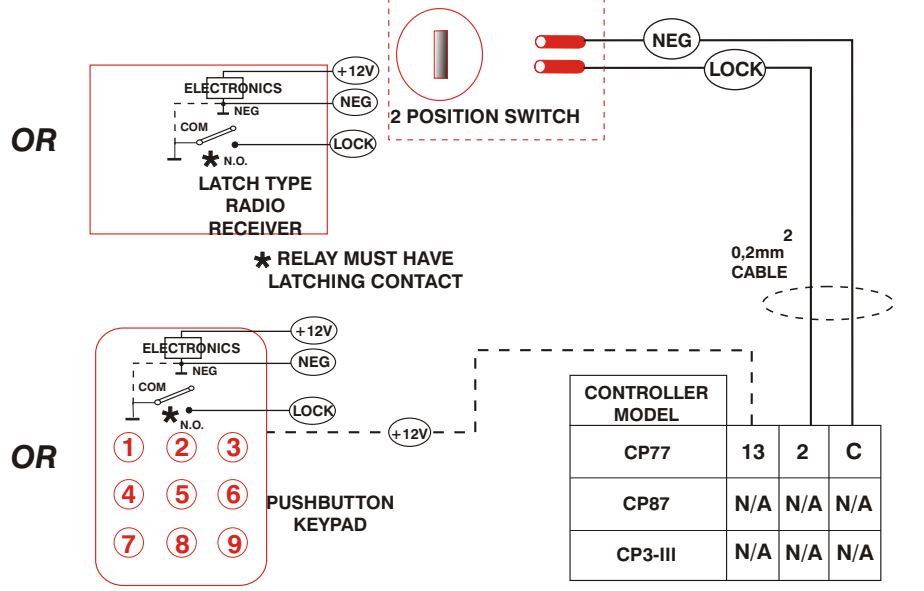 NEG
LOCK
2 POSITION SWITCH
OR
+12V
ELECTRONICS
NEG
NEG
COM
LOCK
* N.O.
LATCH TYPE
RADIO
RECEIVER
* RELAY MUST HAVE
LATCHING CONTACT
0,2mm²
CABLE
OR
+12V
ELECTRONICS
NEG
NEG
COM
LOCK
* N.O.
+12V
1 2 3
4 5 6
7 8 9
PUSHBUTTON
KEYPAD
CONTROLLER
MODEL
CP77 13 2 C
CP87 N/A N/A N/A
CP3-III N/A N/A N/A